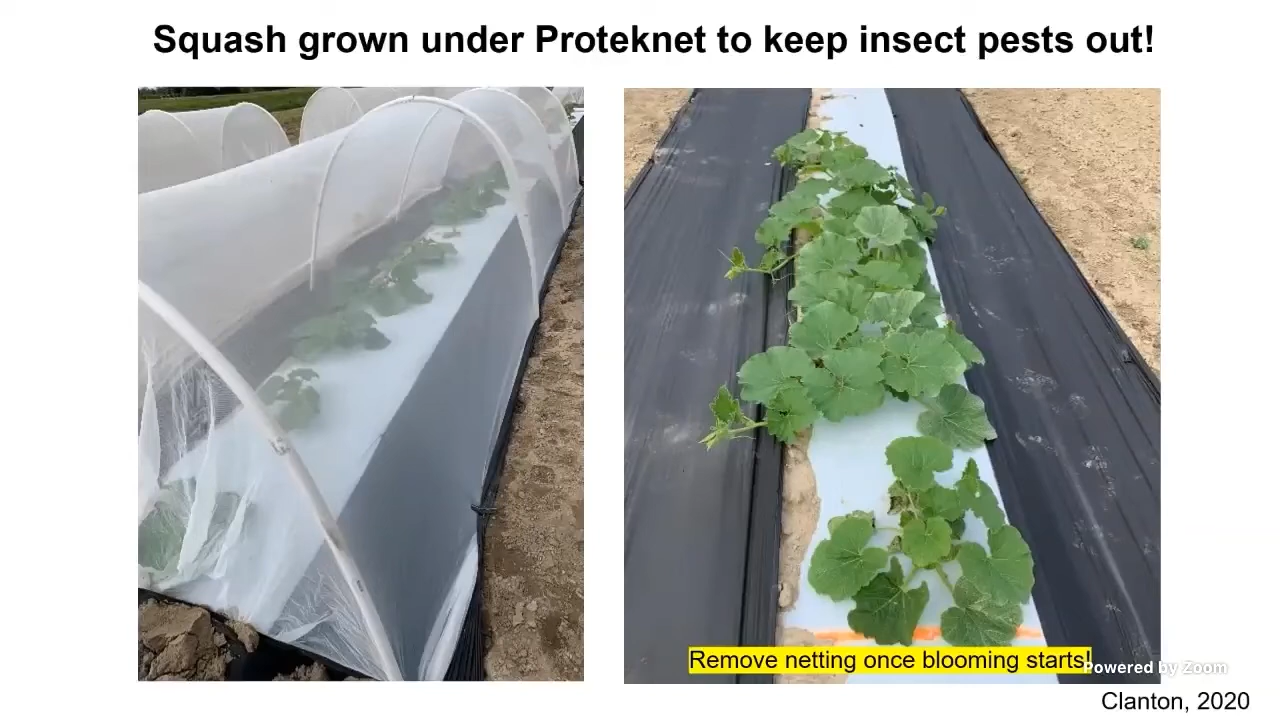 Squash grown under Proteknet to keep insect pests out!
Remove netting once blooming starts!
Powered by Zoom
Clanton, 2020